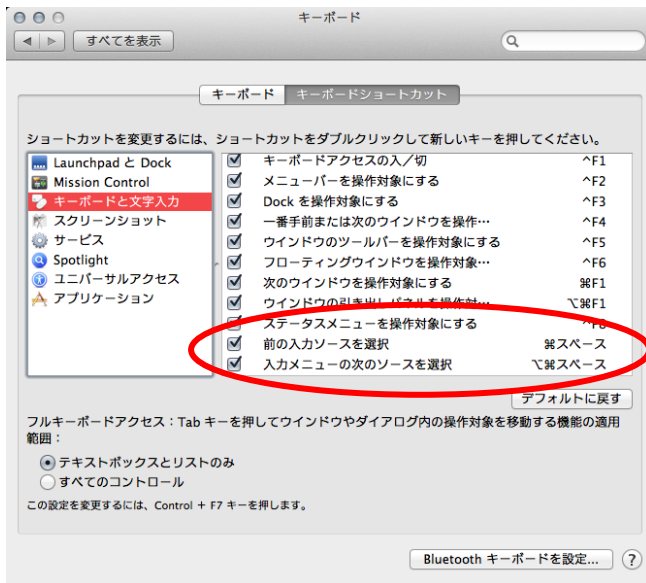 キーボード
すべてを表示
キーボード キーボードショートカット
ショートカットを変更するには、ショートカットをダブルクリックして新しいキーを押してください。
Launchpad と Dock
Mission Control
キーボードと文字入力
スクリーンショット
サービス
Spotlight
ユニバーサルアクセス
アプリケーション
キーボードアクセスの入／切 ^F1
メニューバーを操作対象にする ^F2
Dock を操作対象にする ^F3
一番手前または次のウインドウを操作… ^F4
ウインドウのツールバーを操作対象にする ^F5
フローティングウインドウを操作対象… ^F6
次のウインドウを操作対象にする ⌘F1
ウインドウの引き出しパネルを操作対… ⌥⌘F1
ステータスメニューを操作対象にする ^F8
前の入力ソースを選択 ⌘スペース
入力メニューの次のソースを選択 ⌥⌘スペース
デフォルトに戻す
フルキーボードアクセス：Tab キーを押してウインドウやダイアログ内の操作対象を移動する機能の適用
範囲：
テキストボックスとリストのみ
すべてのコントロール
この設定を変更するには、Control + F7 キーを押します。
Bluetooth キーボードを設定... ?